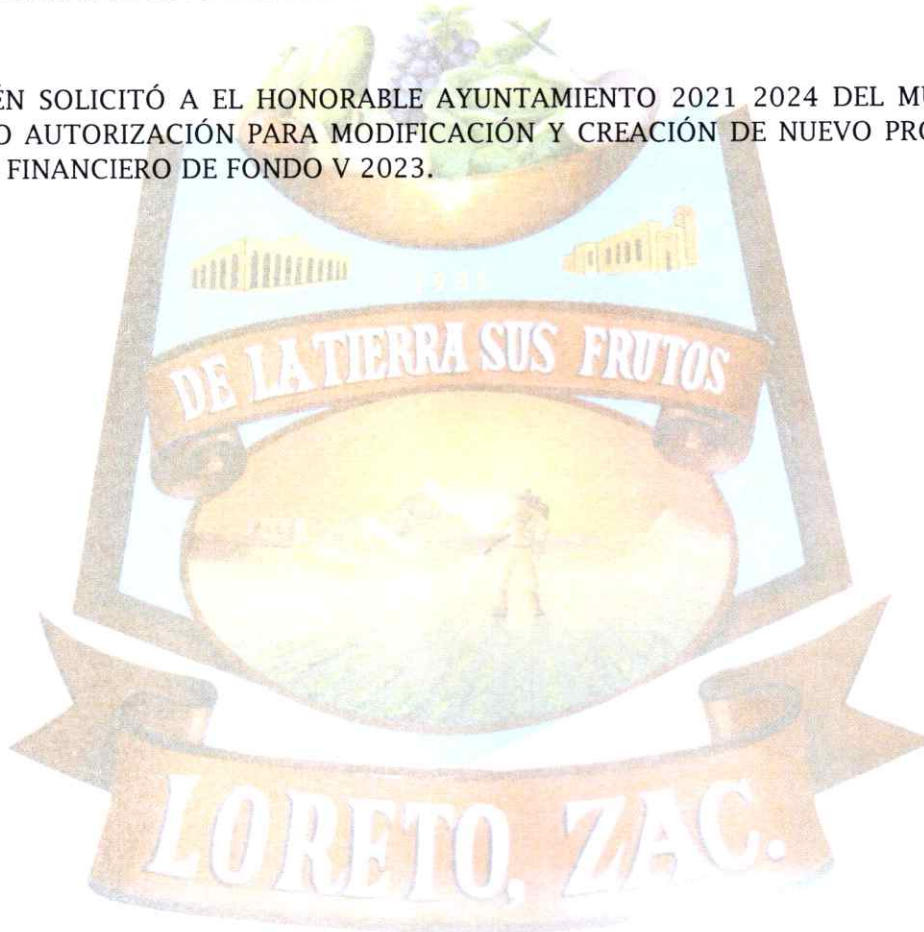 ÉN SOLICITÓ A EL HONORABLE AYUNTAMIENTO 2021 2024 DEL MU
O AUTORIZACIÓN PARA MODIFICACIÓN Y CREACIÓN DE NUEVO PRO
FINANCIERO DE FONDO V 2023.
DE LA TIERRA SUS FRUTOS
LORETO, ZAC.